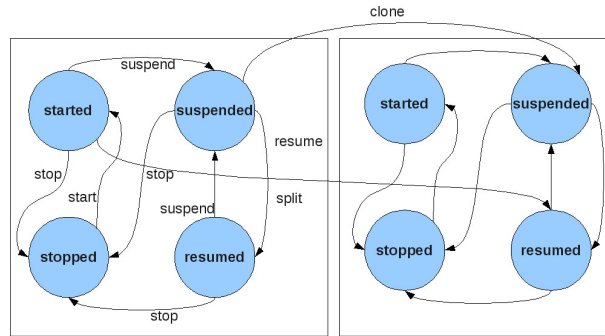 clone
suspend
started
suspended
started
suspended
resume
stop
start
stop
suspend
split
stopped
resumed
stopped
resumed
stop